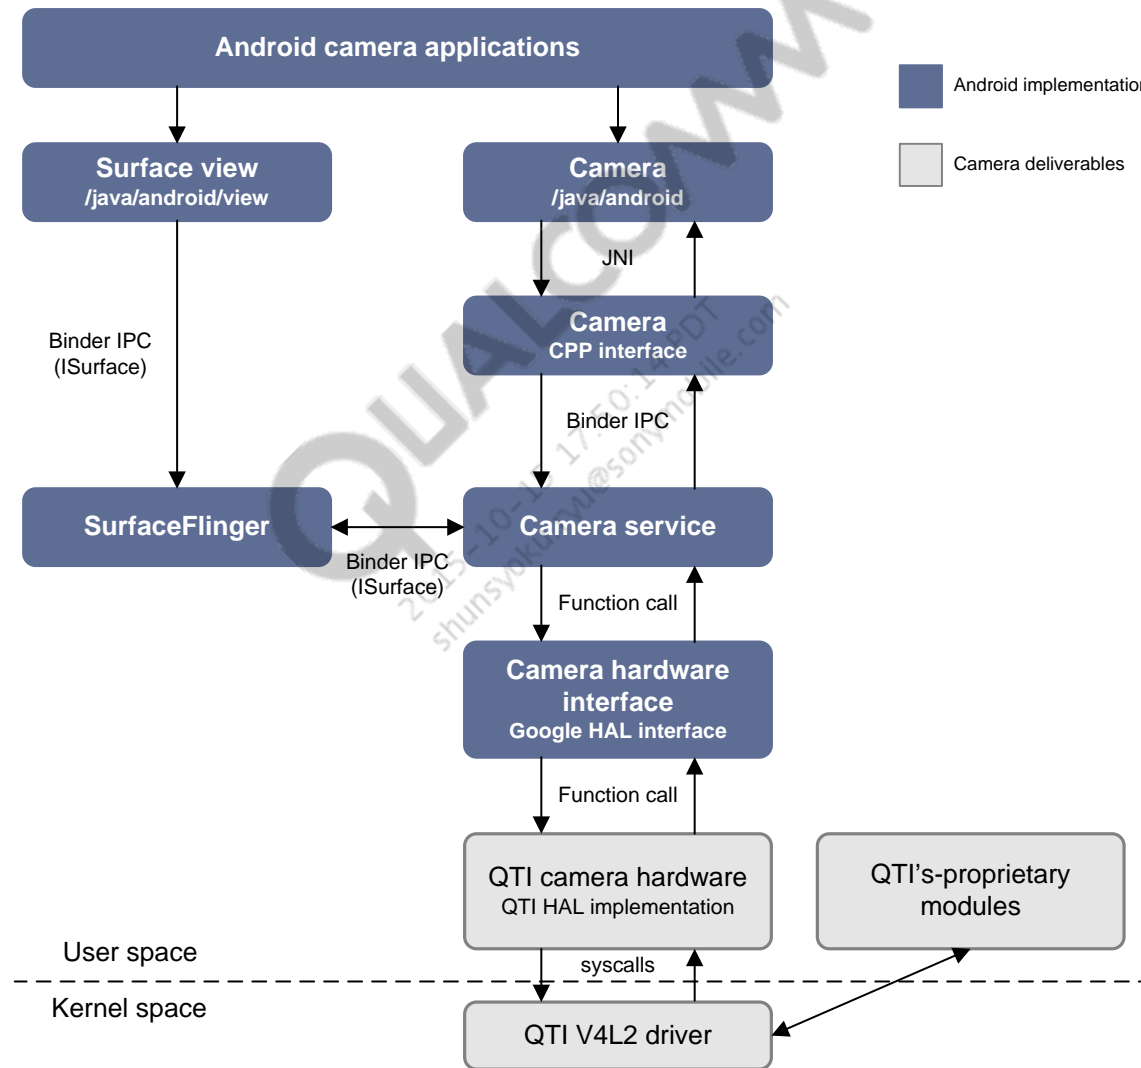 Android camera applications
Android implementation
Camera deliverables
Surface view
/java/android/view
Camera
/java/android
JNI
Camera
CPP interface
Binder IPC
(ISurface)
Binder IPC
SurfaceFlinger
Camera service
Binder IPC
(ISurface)
Function call
Camera hardware
interface
Google HAL interface
Function call
QTI camera hardware
QTI HAL implementation
QTI's-proprietary
modules
User space
syscalls
Kernel space
QTI V4L2 driver
QUALCOMM